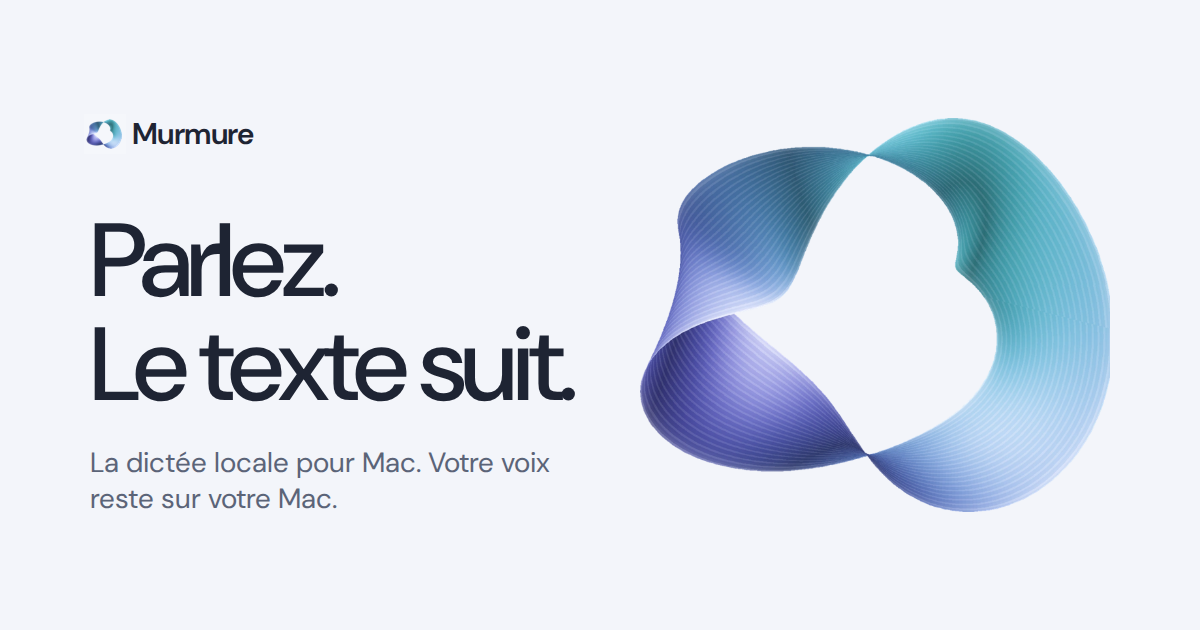 Murmure
Parlez.
Le texte suit.
La dictée locale pour Mac. Votre voix
reste sur votre Mac.